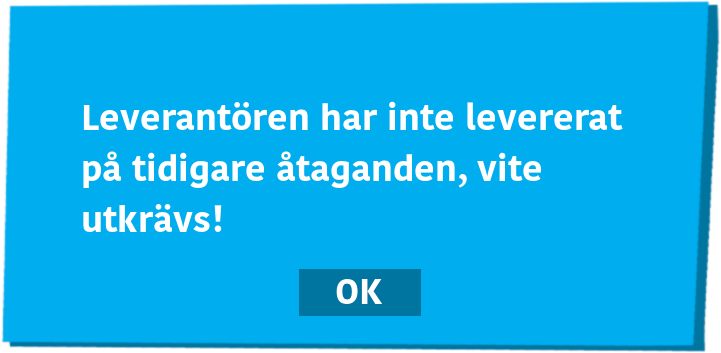 Leverantören har inte levererat
på tidigare åtaganden, vite
utkrävs!
OK